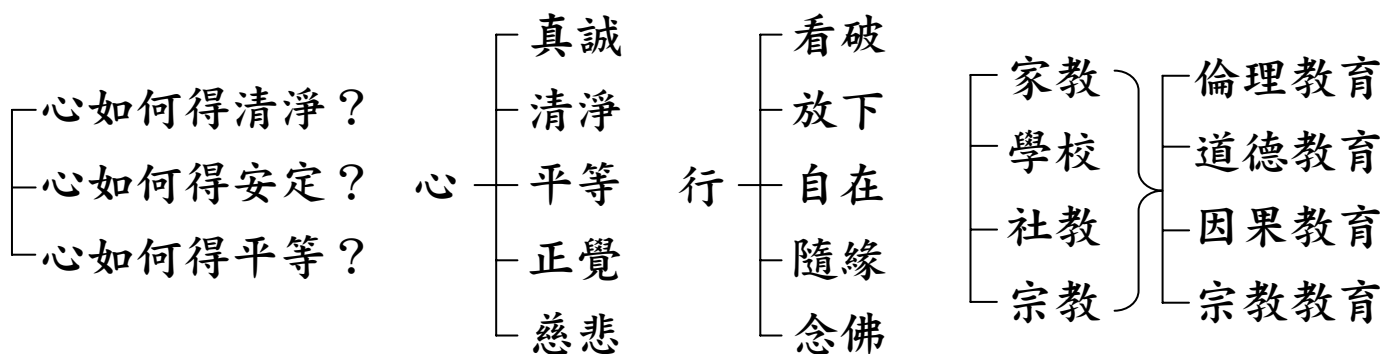 心如何得清淨？
心如何得安定？
心如何得平等？
心
真誠
清淨
平等
正覺
慈悲
行
看破
放下
自在
隨緣
念佛
家教
學校
社教
宗教
倫理教育
道德教育
因果教育
宗教教育